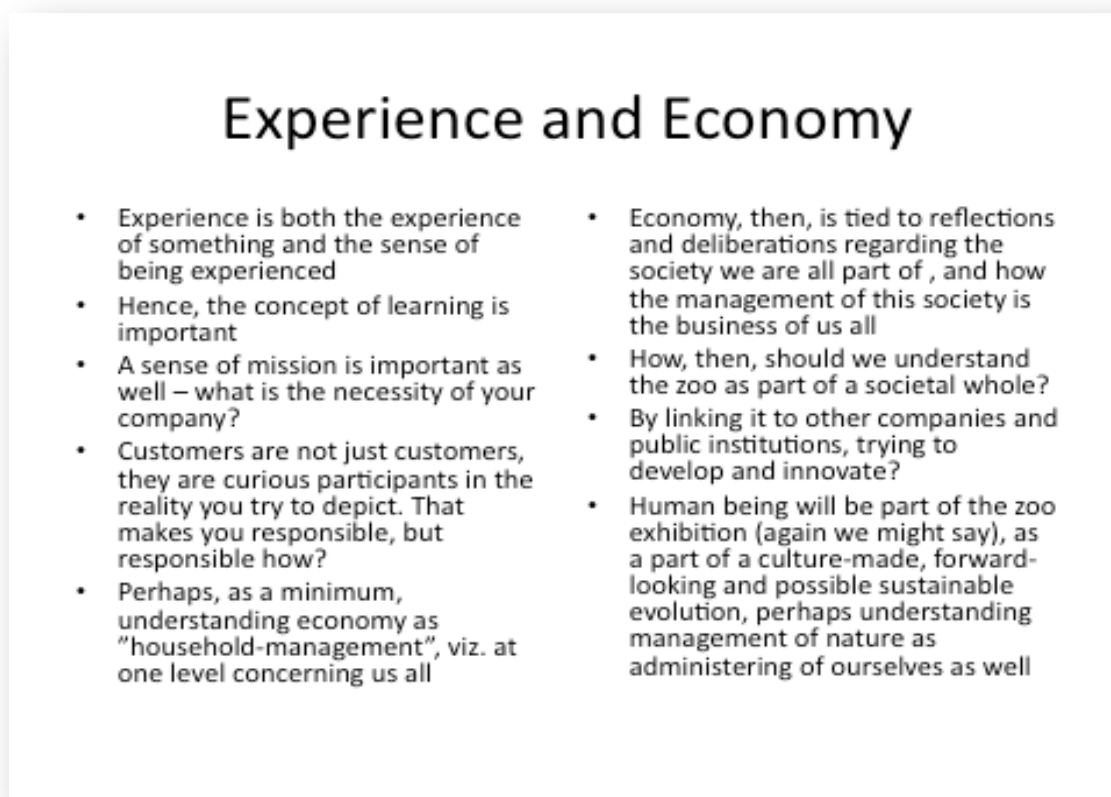 Experience and Economy
• Experience is both the experience
of something and the sense of
being experienced
• Hence, the concept of learning is
important
• A sense of mission is important as
well – what is the necessity of your
company?
• Customers are not just customers,
they are curious participants in the
reality you try to depict. That
makes you responsible, but
responsible how?
• Perhaps, as a minimum,
understanding economy as
”household-management”, viz. at
one level concerning us all
• Economy, then, is tied to reflections
and deliberations regarding the
society we are all part of , and how
the management of this society is
the business of us all
• How, then, should we understand
the zoo as part of a societal whole?
• By linking it to other companies and
public institutions, trying to
develop and innovate?
• Human being will be part of the zoo
exhibition (again we might say), as
a part of a culture-made, forward-
looking and possible sustainable
evolution, perhaps understanding
management of nature as
administering of ourselves as well